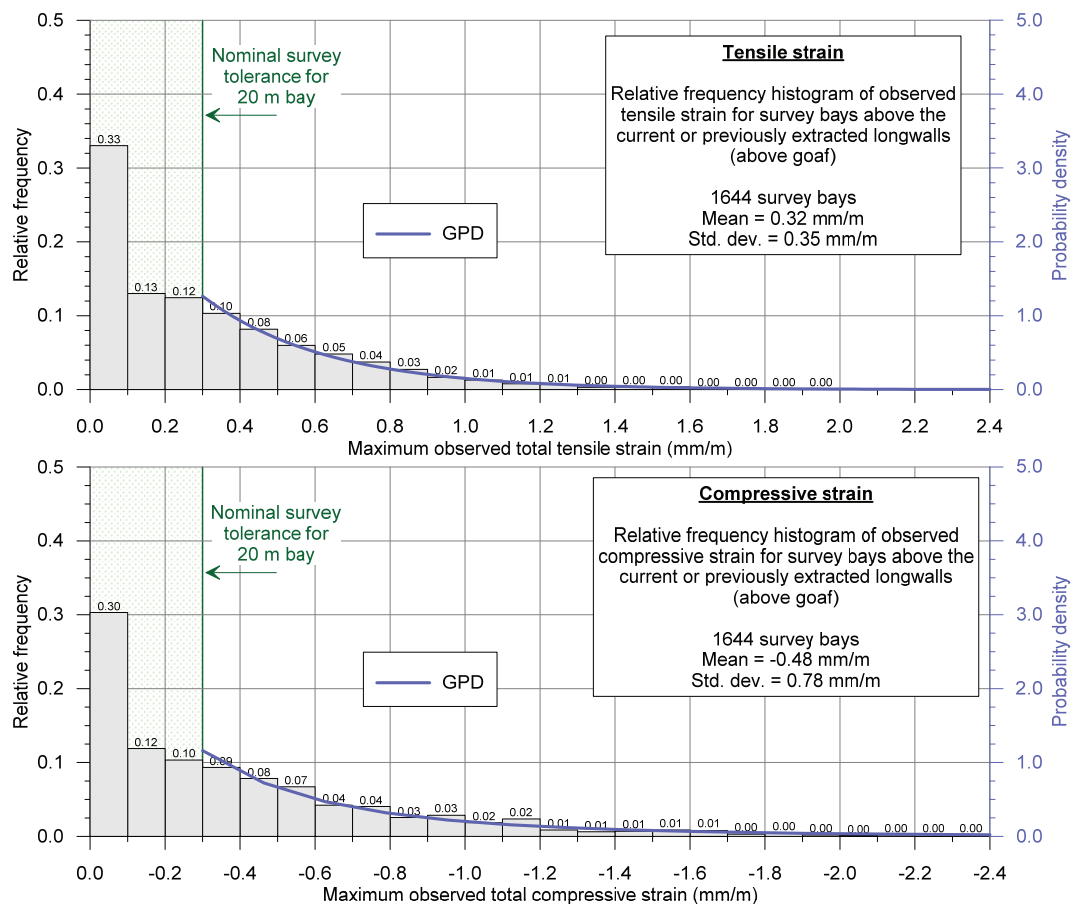 0.5
0.4
0.3
0.2
0.1
0.0
Relative frequency
Nominal survey
tolerance for
20 m bay
GPD
Tensile strain
Relative frequency histogram of observed
tensile strain for survey bays above the
current or previously extracted longwalls
(above goaf)
1644 survey bays
Mean = 0.32 mm/m
Std. dev. = 0.35 mm/m
0.33
0.13
0.12
0.10
0.08
0.06
0.05
0.04
0.03
0.02
0.01
0.01
0.01
0.00
0.00
0.00
0.00
0.00
0.00
0.00
5.0
4.0
3.0
2.0
1.0
0.0
Probability density
0.0 0.2 0.4 0.6 0.8 1.0 1.2 1.4 1.6 1.8 2.0 2.2 2.4
Maximum observed total tensile strain (mm/m)
0.5
0.4
0.3
0.2
0.1
0.0
Relative frequency
Nominal survey
tolerance for
20 m bay
GPD
Compressive strain
Relative frequency histogram of observed
compressive strain for survey bays above the
current or previously extracted longwalls
(above goaf)
1644 survey bays
Mean = -0.48 mm/m
Std. dev. = 0.78 mm/m
0.30
0.12
0.10
0.09
0.08
0.07
0.04
0.04
0.03
0.03
0.02
0.02
0.01
0.01
0.01
0.01
0.01
0.00
0.00
0.00
0.00
0.00
0.00
0.00
5.0
4.0
3.0
2.0
1.0
0.0
Probability density
0.0 -0.2 -0.4 -0.6 -0.8 -1.0 -1.2 -1.4 -1.6 -1.8 -2.0 -2.2 -2.4
Maximum observed total compressive strain (mm/m)